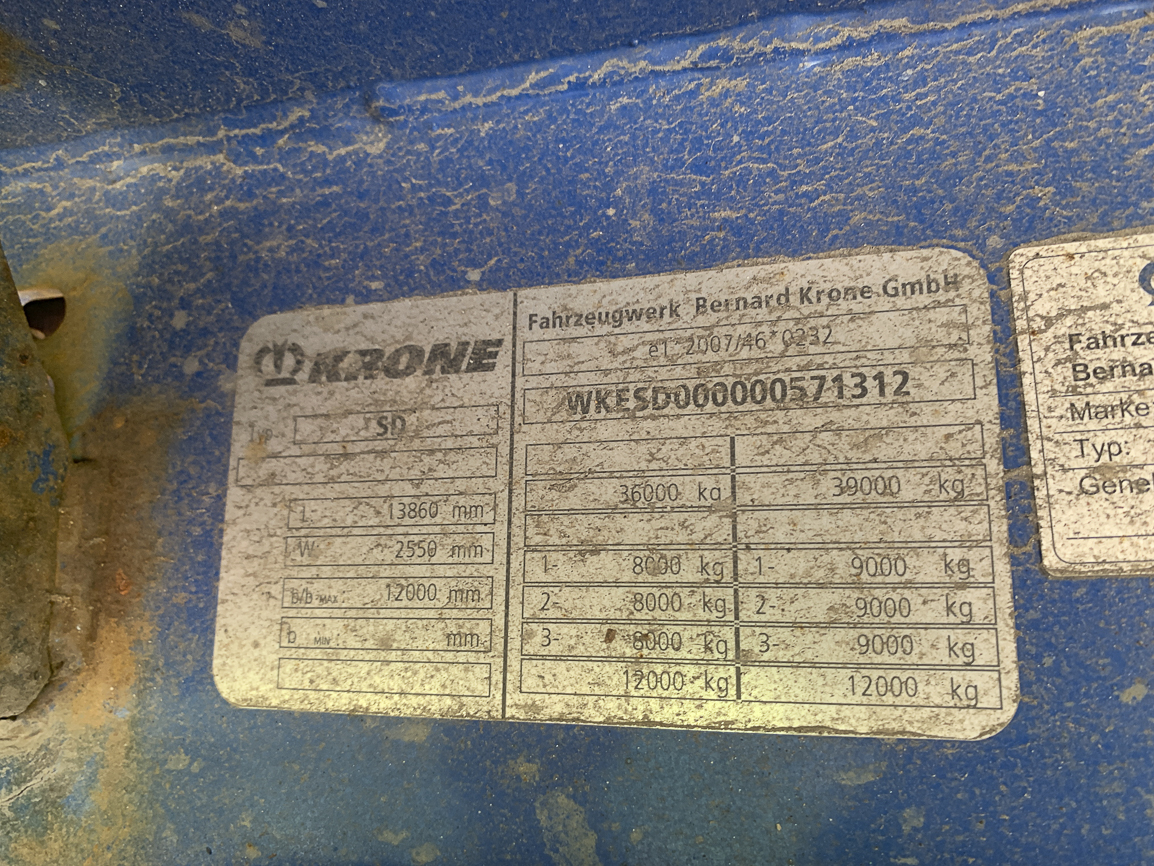 KRONE
Typ SD
L 13860 mm
W 2550 mm
b/b MAX. 12000 mm
b MIN : mm
Fahrzeugwerk Bernard Krone GmbH
e1*2007/46*0232
WKESD000000571312
36000 kg 39000 kg
1- 8000 kg 1- 9000 kg
2- 8000 kg 2- 9000 kg
3- 8000 kg 3- 9000 kg
12000 kg 12000 kg
Fahrze
Berna
Marke
Typ:
Gene